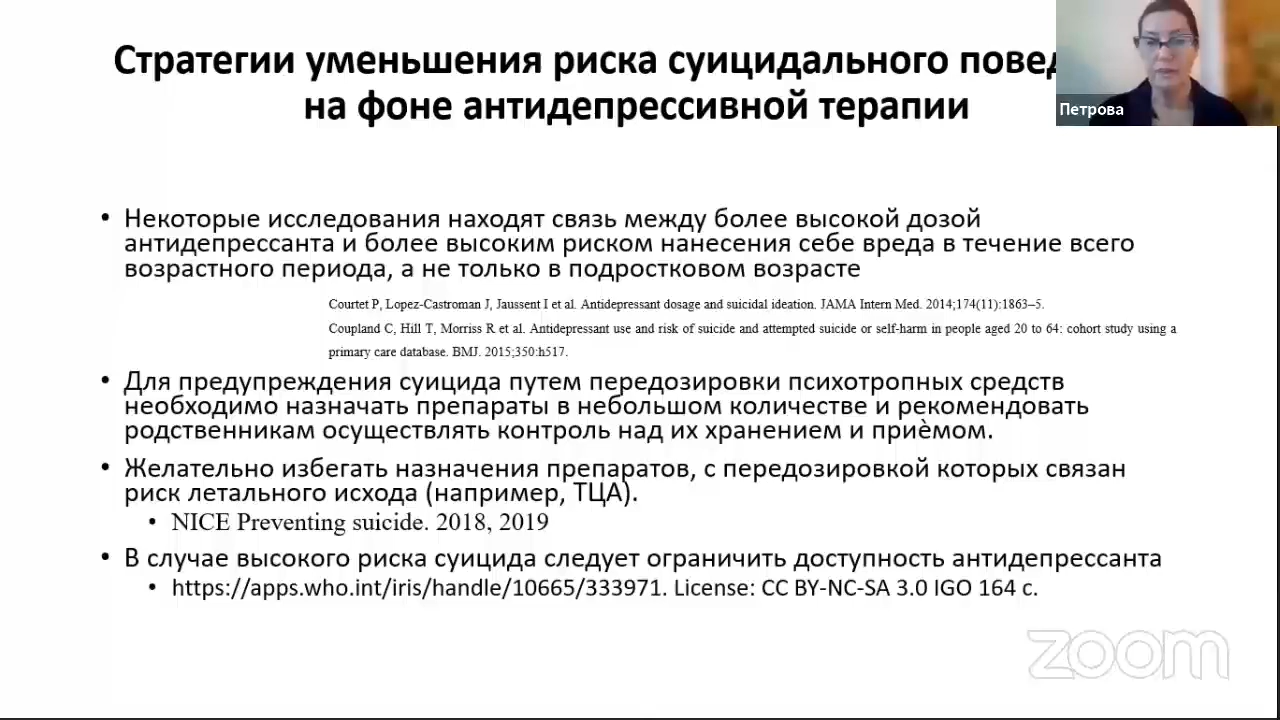 Стратегии уменьшения риска суицидального
на фоне антидепрессивной терапии
Петрова
• Некоторые исследования находят связь между более высокой дозой
антидепрессанта и более высоким риском нанесения себе вреда в течение всего
возрастного периода, а не только в подростковом возрасте
Courtet P, Lopez-Castroman J, Jaussent I et al. Antidepressant dosage and suicidal ideation. JAMA Intern Med. 2014;174(11):1863–5.
Coupland C, Hill T, Morriss R et al. Antidepressant use and risk of suicide and attempted suicide or self-harm in people aged 20 to 64: cohort study using a
primary care database. BMJ. 2015;350:h517.
• Для предупреждения суицида путем передозировки психотропных средств
необходимо назначать препараты в небольшом количестве и рекомендовать
родственникам осуществлять контроль над их хранением и приѐмом.
• Желательно избегать назначения препаратов, с передозировкой которых связан
риск летального исхода (например, ТЦА).
• NICE Preventing suicide. 2018, 2019
• В случае высокого риска суицида следует ограничить доступность антидепрессанта
• https://apps.who.int/iris/handle/10665/333971. License: CC BY-NC-SA 3.0 IGO 164 с.
zoom